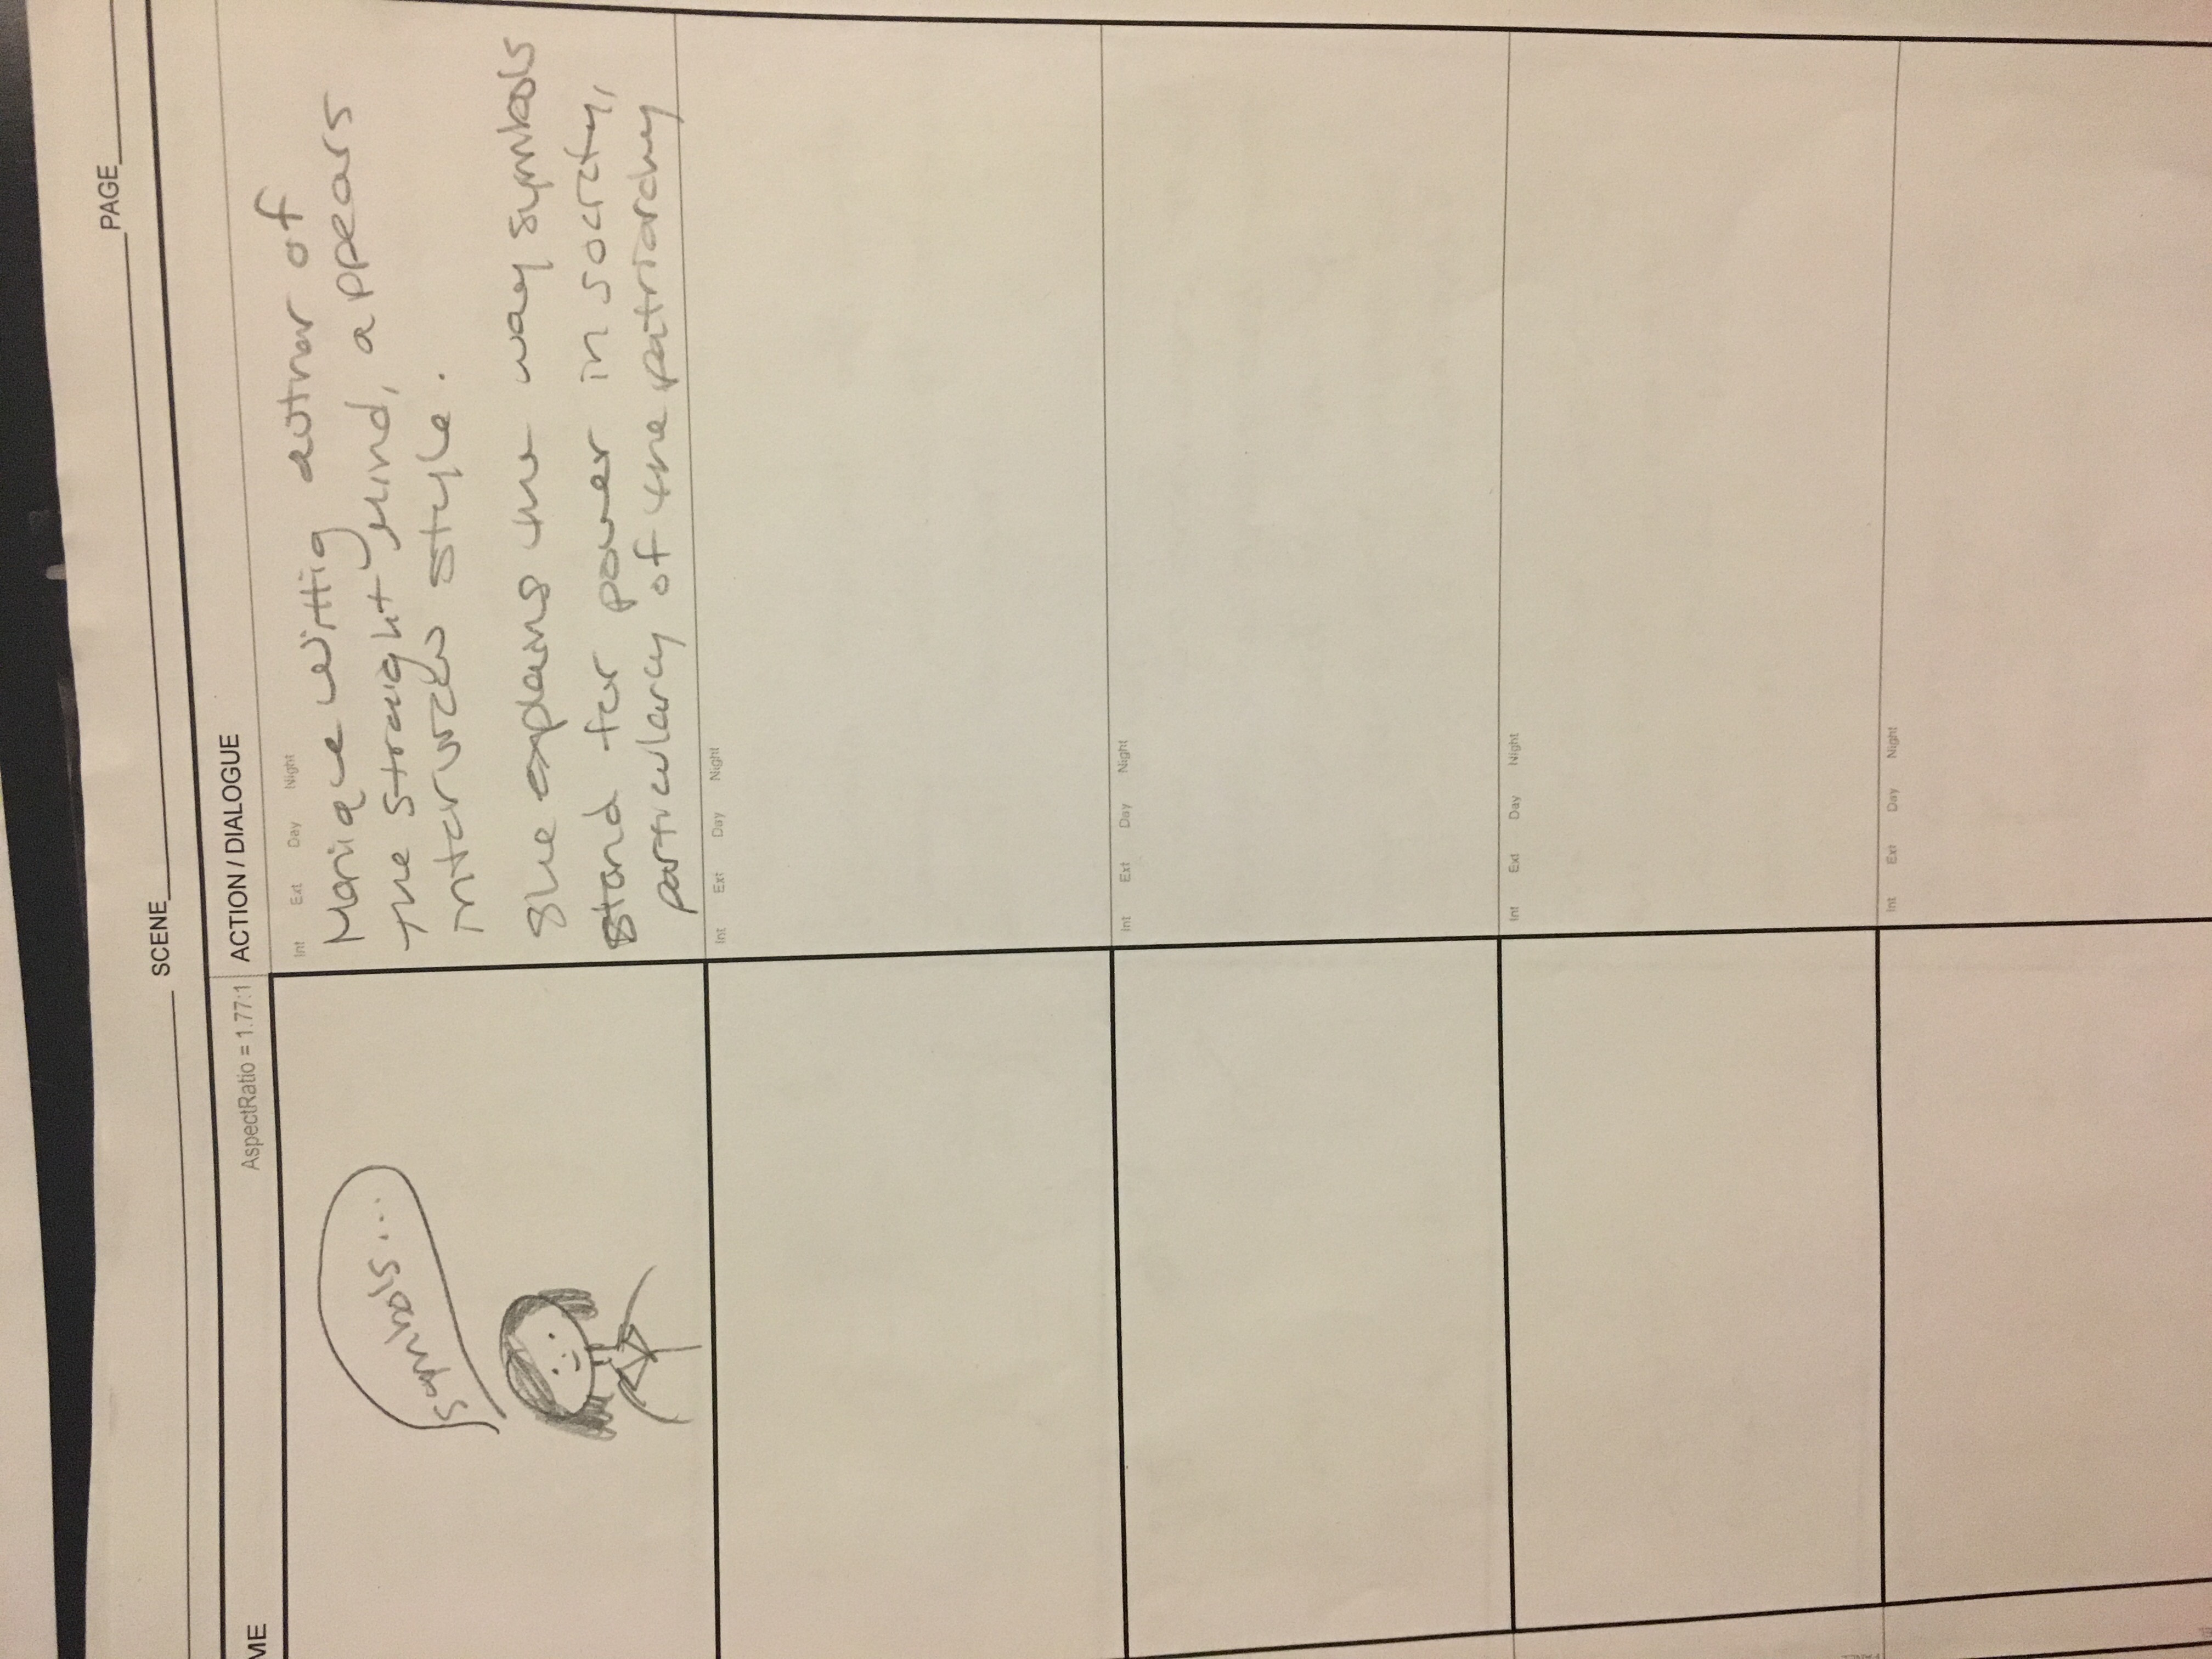 SCENE PAGE
ME AspectRatio = 1.77:1 ACTION / DIALOGUE
Int Ext Day Night
symbols...
Monique Wittig author of
The Straight Mind, appears
interview style.
She explains the way symbols
stand for power in society,
particularly of the patriarchy
Int Ext Day Night
Int Ext Day Night
Int Ext Day Night
Int Ext Day Night